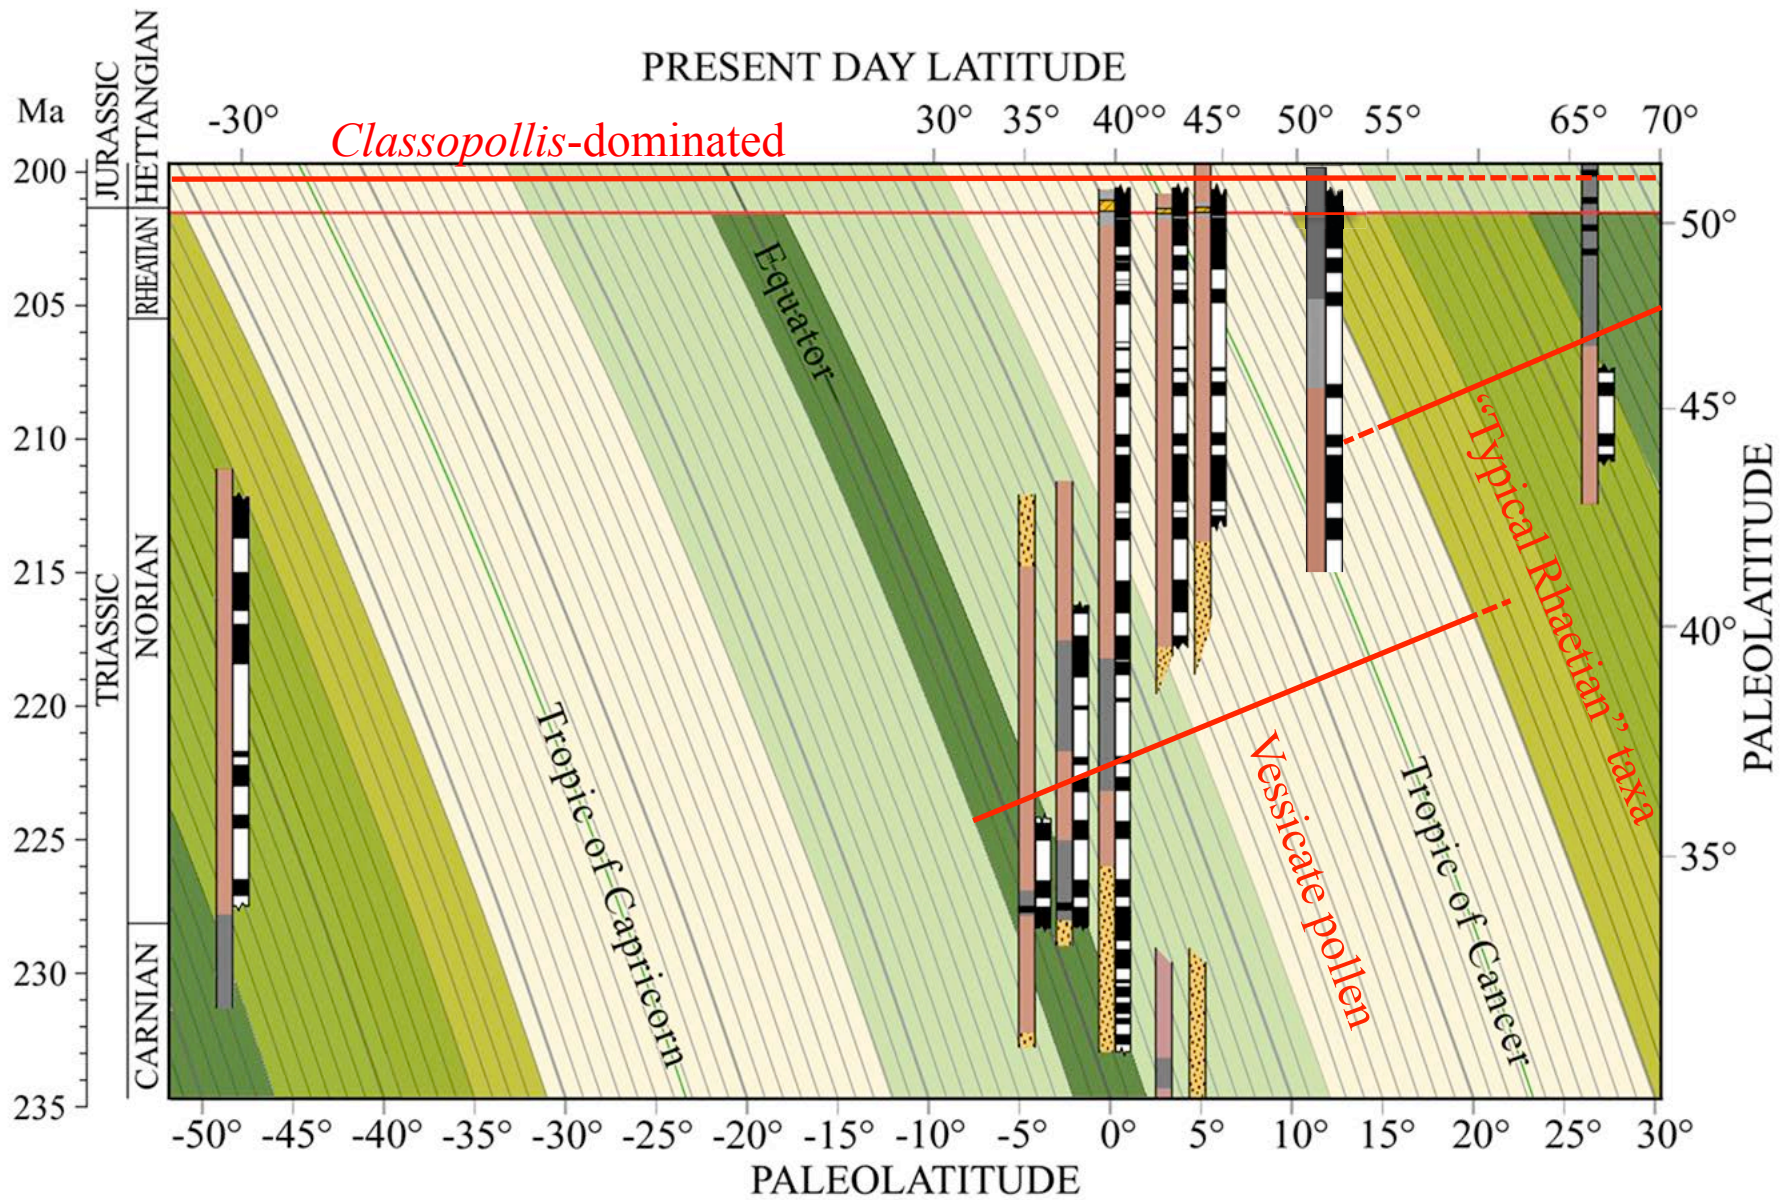 PRESENT DAY LATITUDE
Ma
JURASSIC
HETTANGIAN
-30°
30°
35°
40°°
45°
50°
55°
65°
70°
Classopollis-dominated
200
RHEATIAN
50°
Equator
205
45°
210
"Typical Rhaetian" taxa
PALEOLATITUDE
215
TRIASSIC
NORIAN
40°
220
Tropic of Capricorn
Vessicate pollen
Tropic of Cancer
225
35°
230
CARNIAN
235
-50° -45° -40° -35° -30° -25° -20° -15° -10° -5° 0° 5° 10° 15° 20° 25° 30°
PALEOLATITUDE